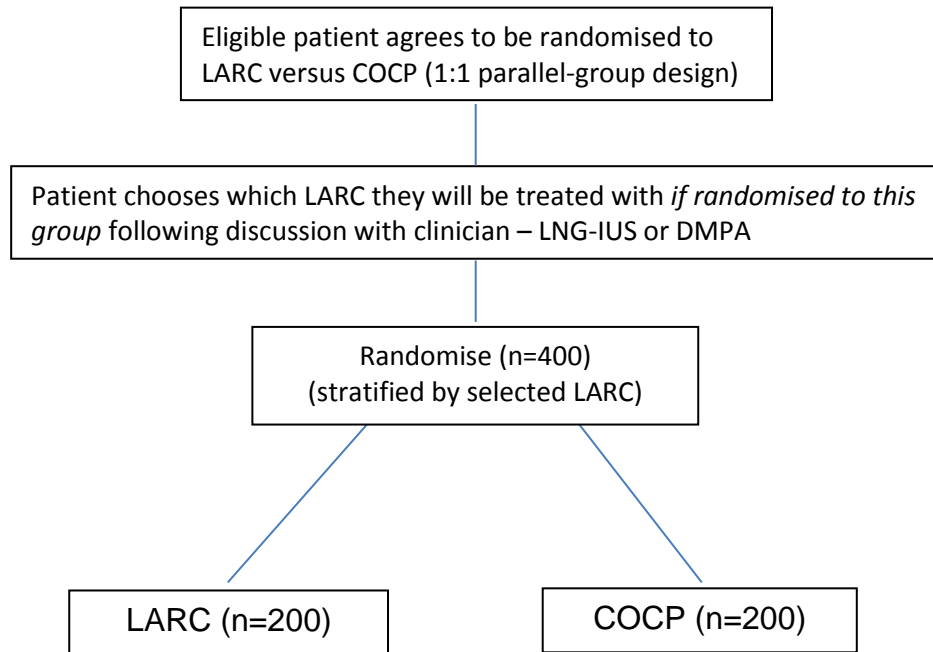 Eligible patient agrees to be randomised to
LARC versus COCP (1:1 parallel-group design)
Patient chooses which LARC they will be treated with if randomised to this
group following discussion with clinician – LNG-IUS or DMPA
Randomise (n=400)
(stratified by selected LARC)
LARC (n=200)
COCP (n=200)